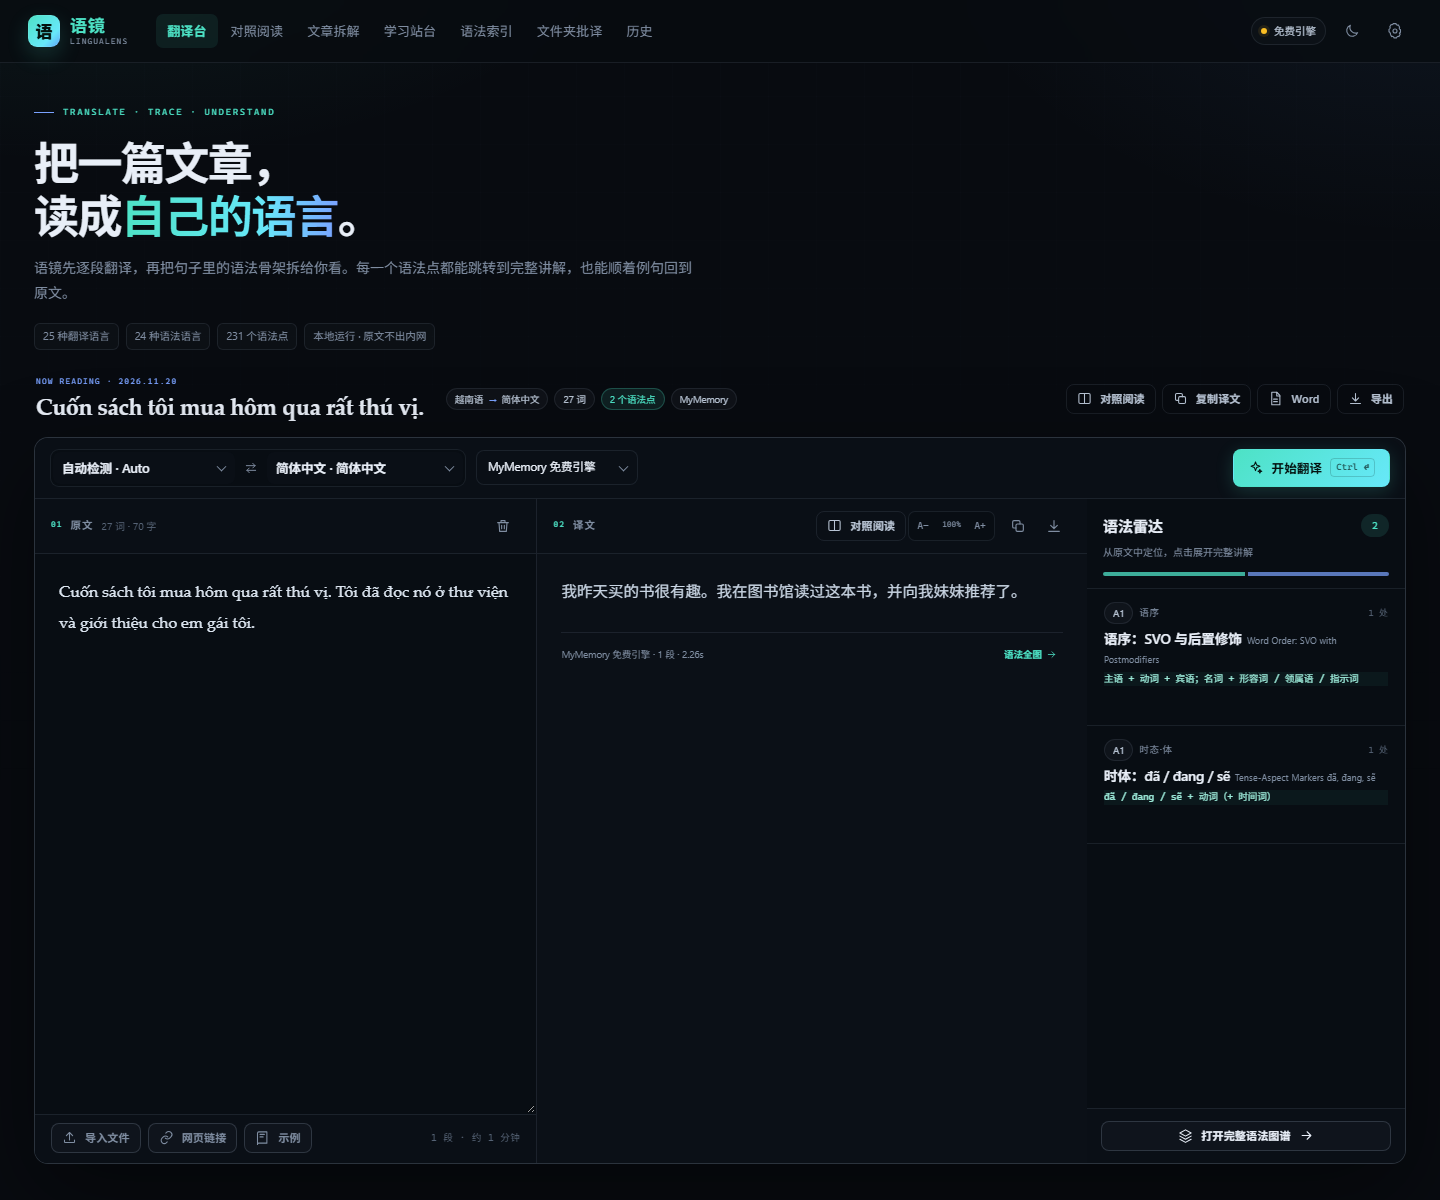 语
语镜
LINGUALENS
翻译台
对照阅读
文章拆解
学习站台
语法索引
文件夹批译
历史
免费引擎
TRANSLATE · TRACE · UNDERSTAND
把一篇文章，
读成自己的语言。
语镜先逐段翻译，再把句子里的语法骨架拆给你看。每一个语法点都能跳转到完整讲解，也能顺着例句回到
原文。
25 种翻译语言
24 种语法语言
231 个语法点
本地运行 · 原文不出内网
NOW READING · 2026.11.20
Cuốn sách tôi mua hôm qua rất thú vị.
越南语 → 简体中文
27 词
2 个语法点
MyMemory
对照阅读
复制译文
Word
导出
自动检测 · Auto
简体中文 · 简体中文
MyMemory 免费引擎
开始翻译 Ctrl ⏎
01 原文 27 词 · 70 字
02 译文
对照阅读
A−
100%
A+
语法雷达
2
从原文中定位，点击展开完整讲解
Cuốn sách tôi mua hôm qua rất thú vị. Tôi đã đọc nó ở thư viện
và giới thiệu cho em gái tôi.
我昨天买的书很有趣。我在图书馆读过这本书，并向我妹妹推荐了。
MyMemory 免费引擎 · 1 段 · 2.26s
语法全图 →
A1 语序 1 处
语序：SVO 与后置修饰 Word Order: SVO with
Postmodifiers
主语 + 动词 + 宾语；名词 + 形容词 / 领属语 / 指示词
A1 时态·体 1 处
时体：đã / đang / sẽ Tense-Aspect Markers đã, đang, sẽ
đã / đang / sẽ + 动词（+ 时间词）
导入文件
网页链接
示例
1 段 · 约 1 分钟
打开完整语法图谱 →